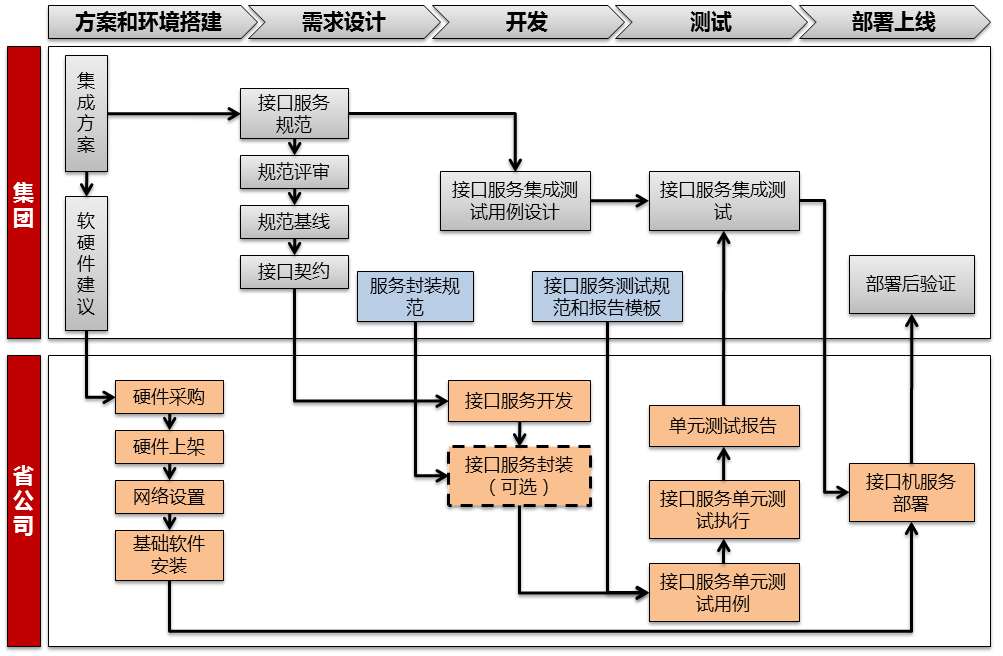 方案和环境搭建
需求设计
开发
测试
部署上线
集团
集成方案
软硬件建议
接口服务
规范
规范评审
规范基线
接口契约
服务封装规
范
接口服务集成测
试用例设计
接口服务测试规
范和报告模板
接口服务集成测
试
部署后验证
省公司
硬件采购
硬件上架
网络设置
基础软件
安装
接口服务开发
接口服务封装
（可选）
单元测试报告
接口服务单元测
试执行
接口服务单元测
试用例
接口机服务
部署